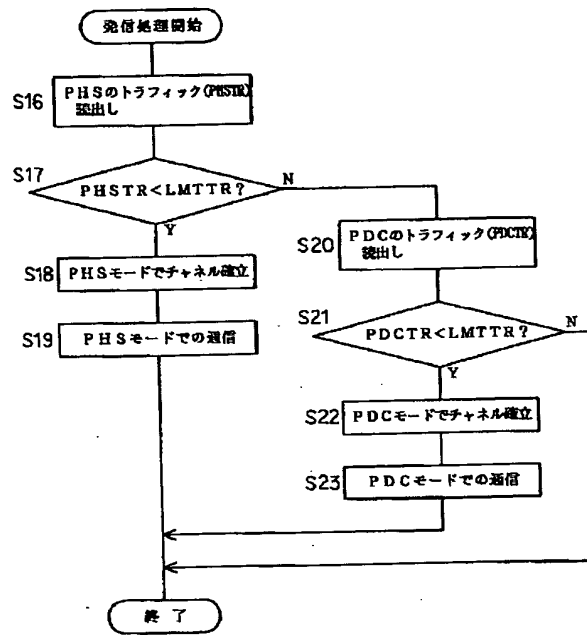 発信処理開始
S16
PHSのトラフィック(PHSTR)
読出し
S17
PHSTR<LMTTR?
N
Y
S18
PHSモードでチャネル確立
S19
PHSモードでの通信
S20
PDCのトラフィック(PDCTR)
読出し
S21
PDCTR<LMTTR?
N
Y
S22
PDCモードでチャネル確立
S23
PDCモードでの通信
終了